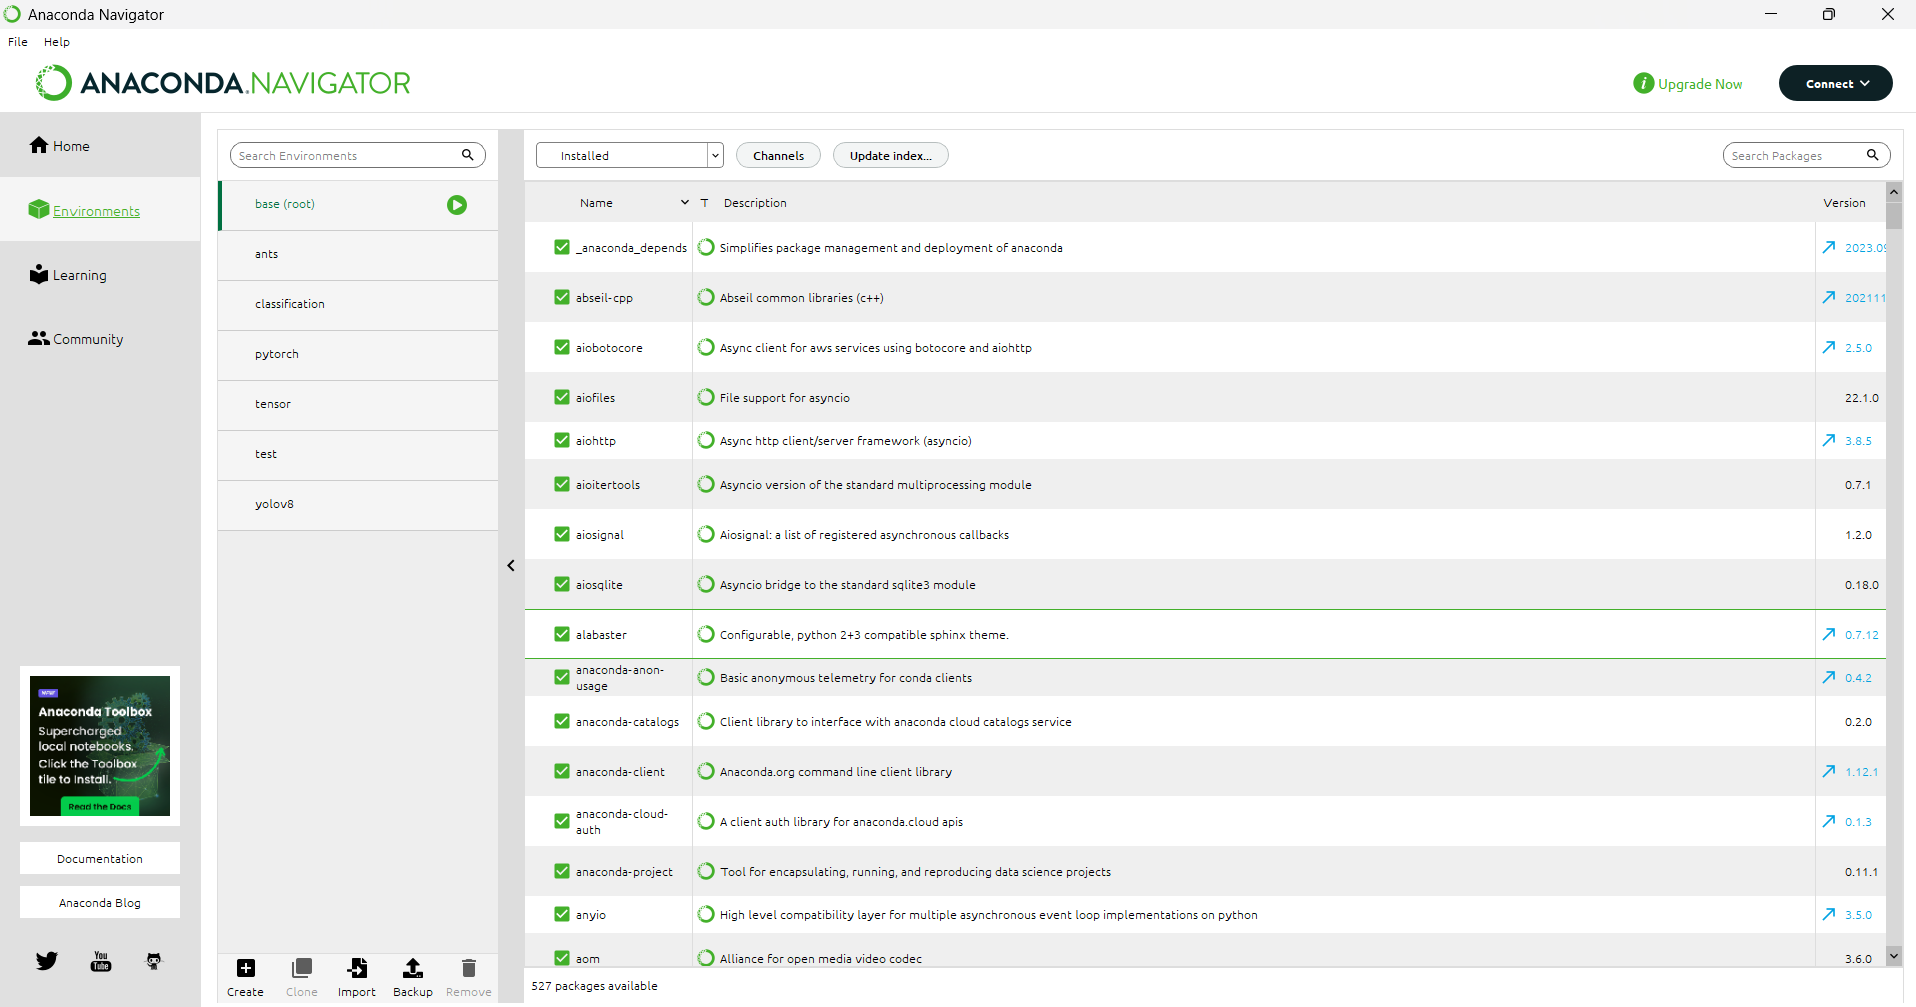 Anaconda Navigator
File Help
ANACONDA.NAVIGATOR
Upgrade Now
Connect
Home
Environments
Learning
Community
NEW
Anaconda Toolbox
Supercharged
local notebooks.
Click the Toolbox
tile to install.
Read the Docs
Documentation
Anaconda Blog
You
Tube
Search Environments
base (root)
ants
classification
pytorch
tensor
test
yolov8
Create Clone Import Backup Remove
Installed Channels Update index... Search Packages
Name T Description Version
_anaconda_depends Simplifies package management and deployment of anaconda 2023.09
abseil-cpp Abseil common libraries (c++) 202111
aiobotocore Async client for aws services using botocore and aiohttp 2.5.0
aiofiles File support for asyncio 22.1.0
aiohttp Async http client/server framework (asyncio) 3.8.5
aioitertools Asyncio version of the standard multiprocessing module 0.7.1
aiosignal Aiosignal: a list of registered asynchronous callbacks 1.2.0
aiosqlite Asyncio bridge to the standard sqlite3 module 0.18.0
alabaster Configurable, python 2+3 compatible sphinx theme. 0.7.12
anaconda-anon-
usage Basic anonymous telemetry for conda clients 0.4.2
anaconda-catalogs Client library to interface with anaconda cloud catalogs service 0.2.0
anaconda-client Anaconda.org command line client library 1.12.1
anaconda-cloud-
auth A client auth library for anaconda.cloud apis 0.1.3
anaconda-project Tool for encapsulating, running, and reproducing data science projects 0.11.1
anyio High level compatibility layer for multiple asynchronous event loop implementations on python 3.5.0
aom Alliance for open media video codec 3.6.0
527 packages available